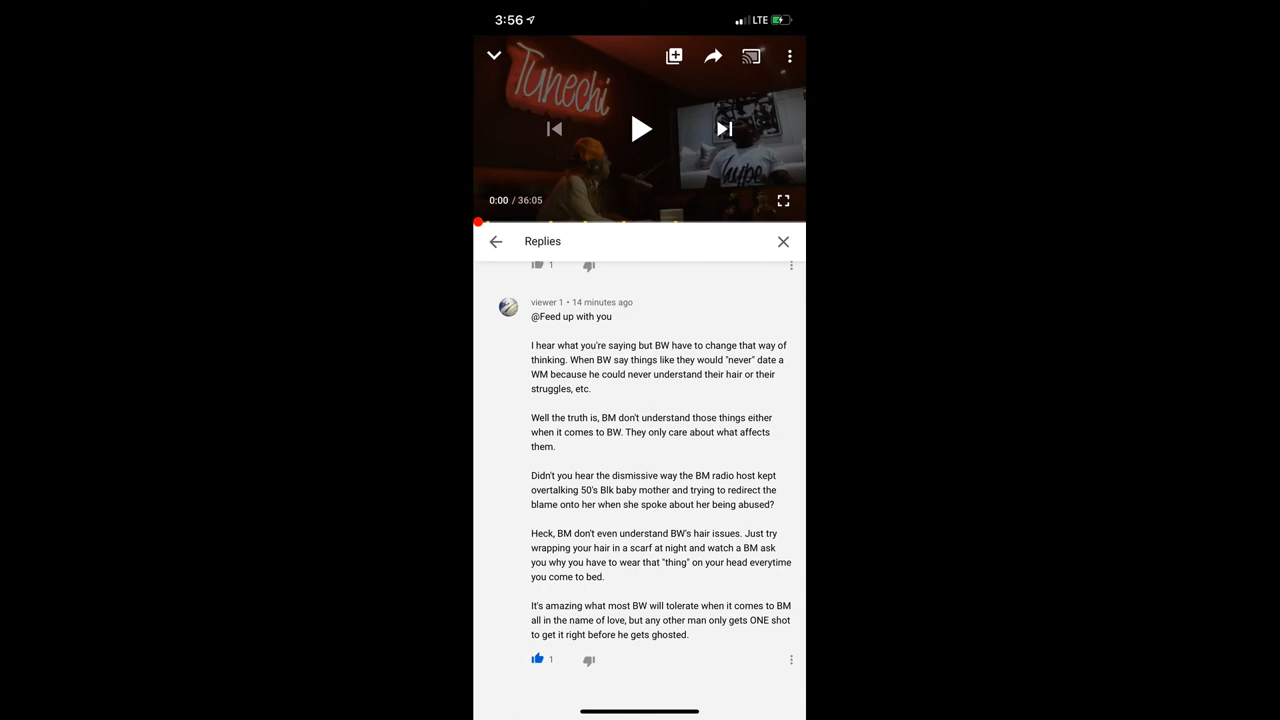 3:56
LTE
Tunechi
hype
0:00 / 36:05
Replies
1
viewer 1 • 14 minutes ago
@Feed up with you
I hear what you're saying but BW have to change that way of
thinking. When BW say things like they would "never" date a
WM because he could never understand their hair or their
struggles, etc.
Well the truth is, BM don't understand those things either
when it comes to BW. They only care about what affects
them.
Didn't you hear the dismissive way the BM radio host kept
overtalking 50's Blk baby mother and trying to redirect the
blame onto her when she spoke about her being abused?
Heck, BM don't even understand BW's hair issues. Just try
wrapping your hair in a scarf at night and watch a BM ask
you why you have to wear that "thing" on your head everytime
you come to bed.
It's amazing what most BW will tolerate when it comes to BM
all in the name of love, but any other man only gets ONE shot
to get it right before he gets ghosted.
1